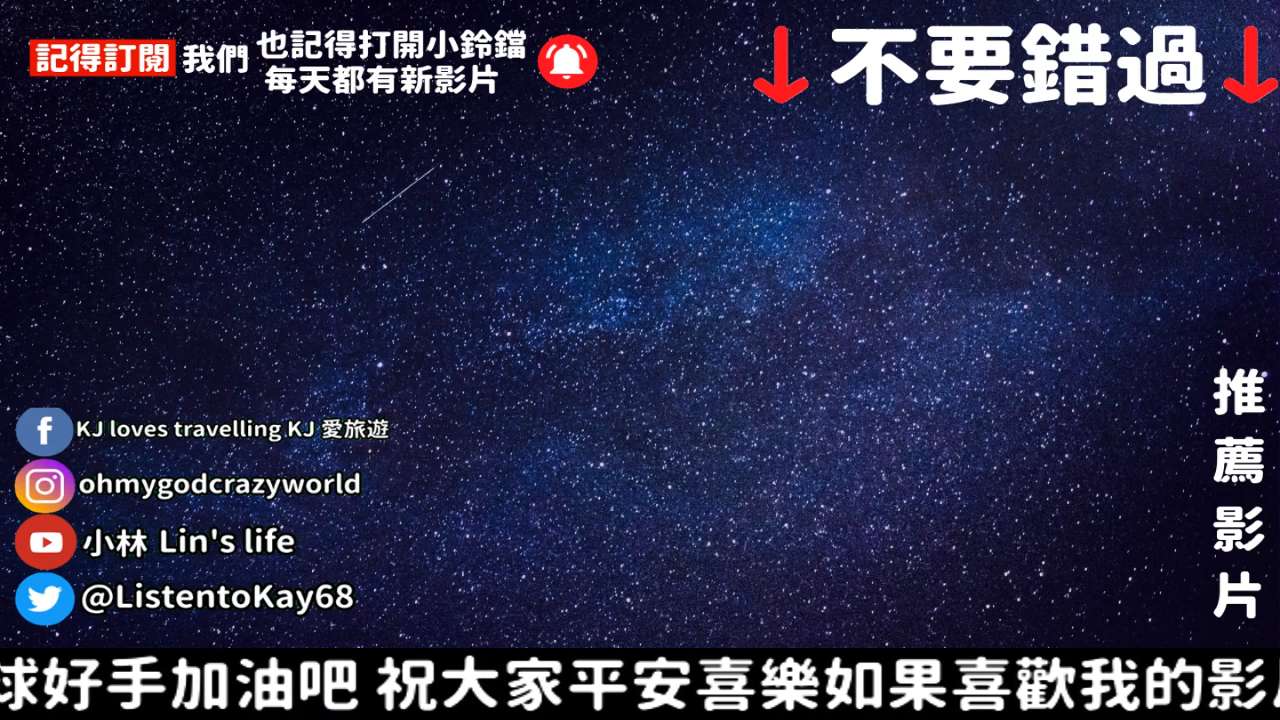 記得訂閱 我們
也記得打開小鈴鐺
每天都有新影片
不要錯過
KJ loves travelling KJ 愛旅遊
ohmygodcrazyworld
小林 Lin's life
@ListentoKay68
推薦影片
球好手加油吧 祝大家平安喜樂如果喜歡我的影片